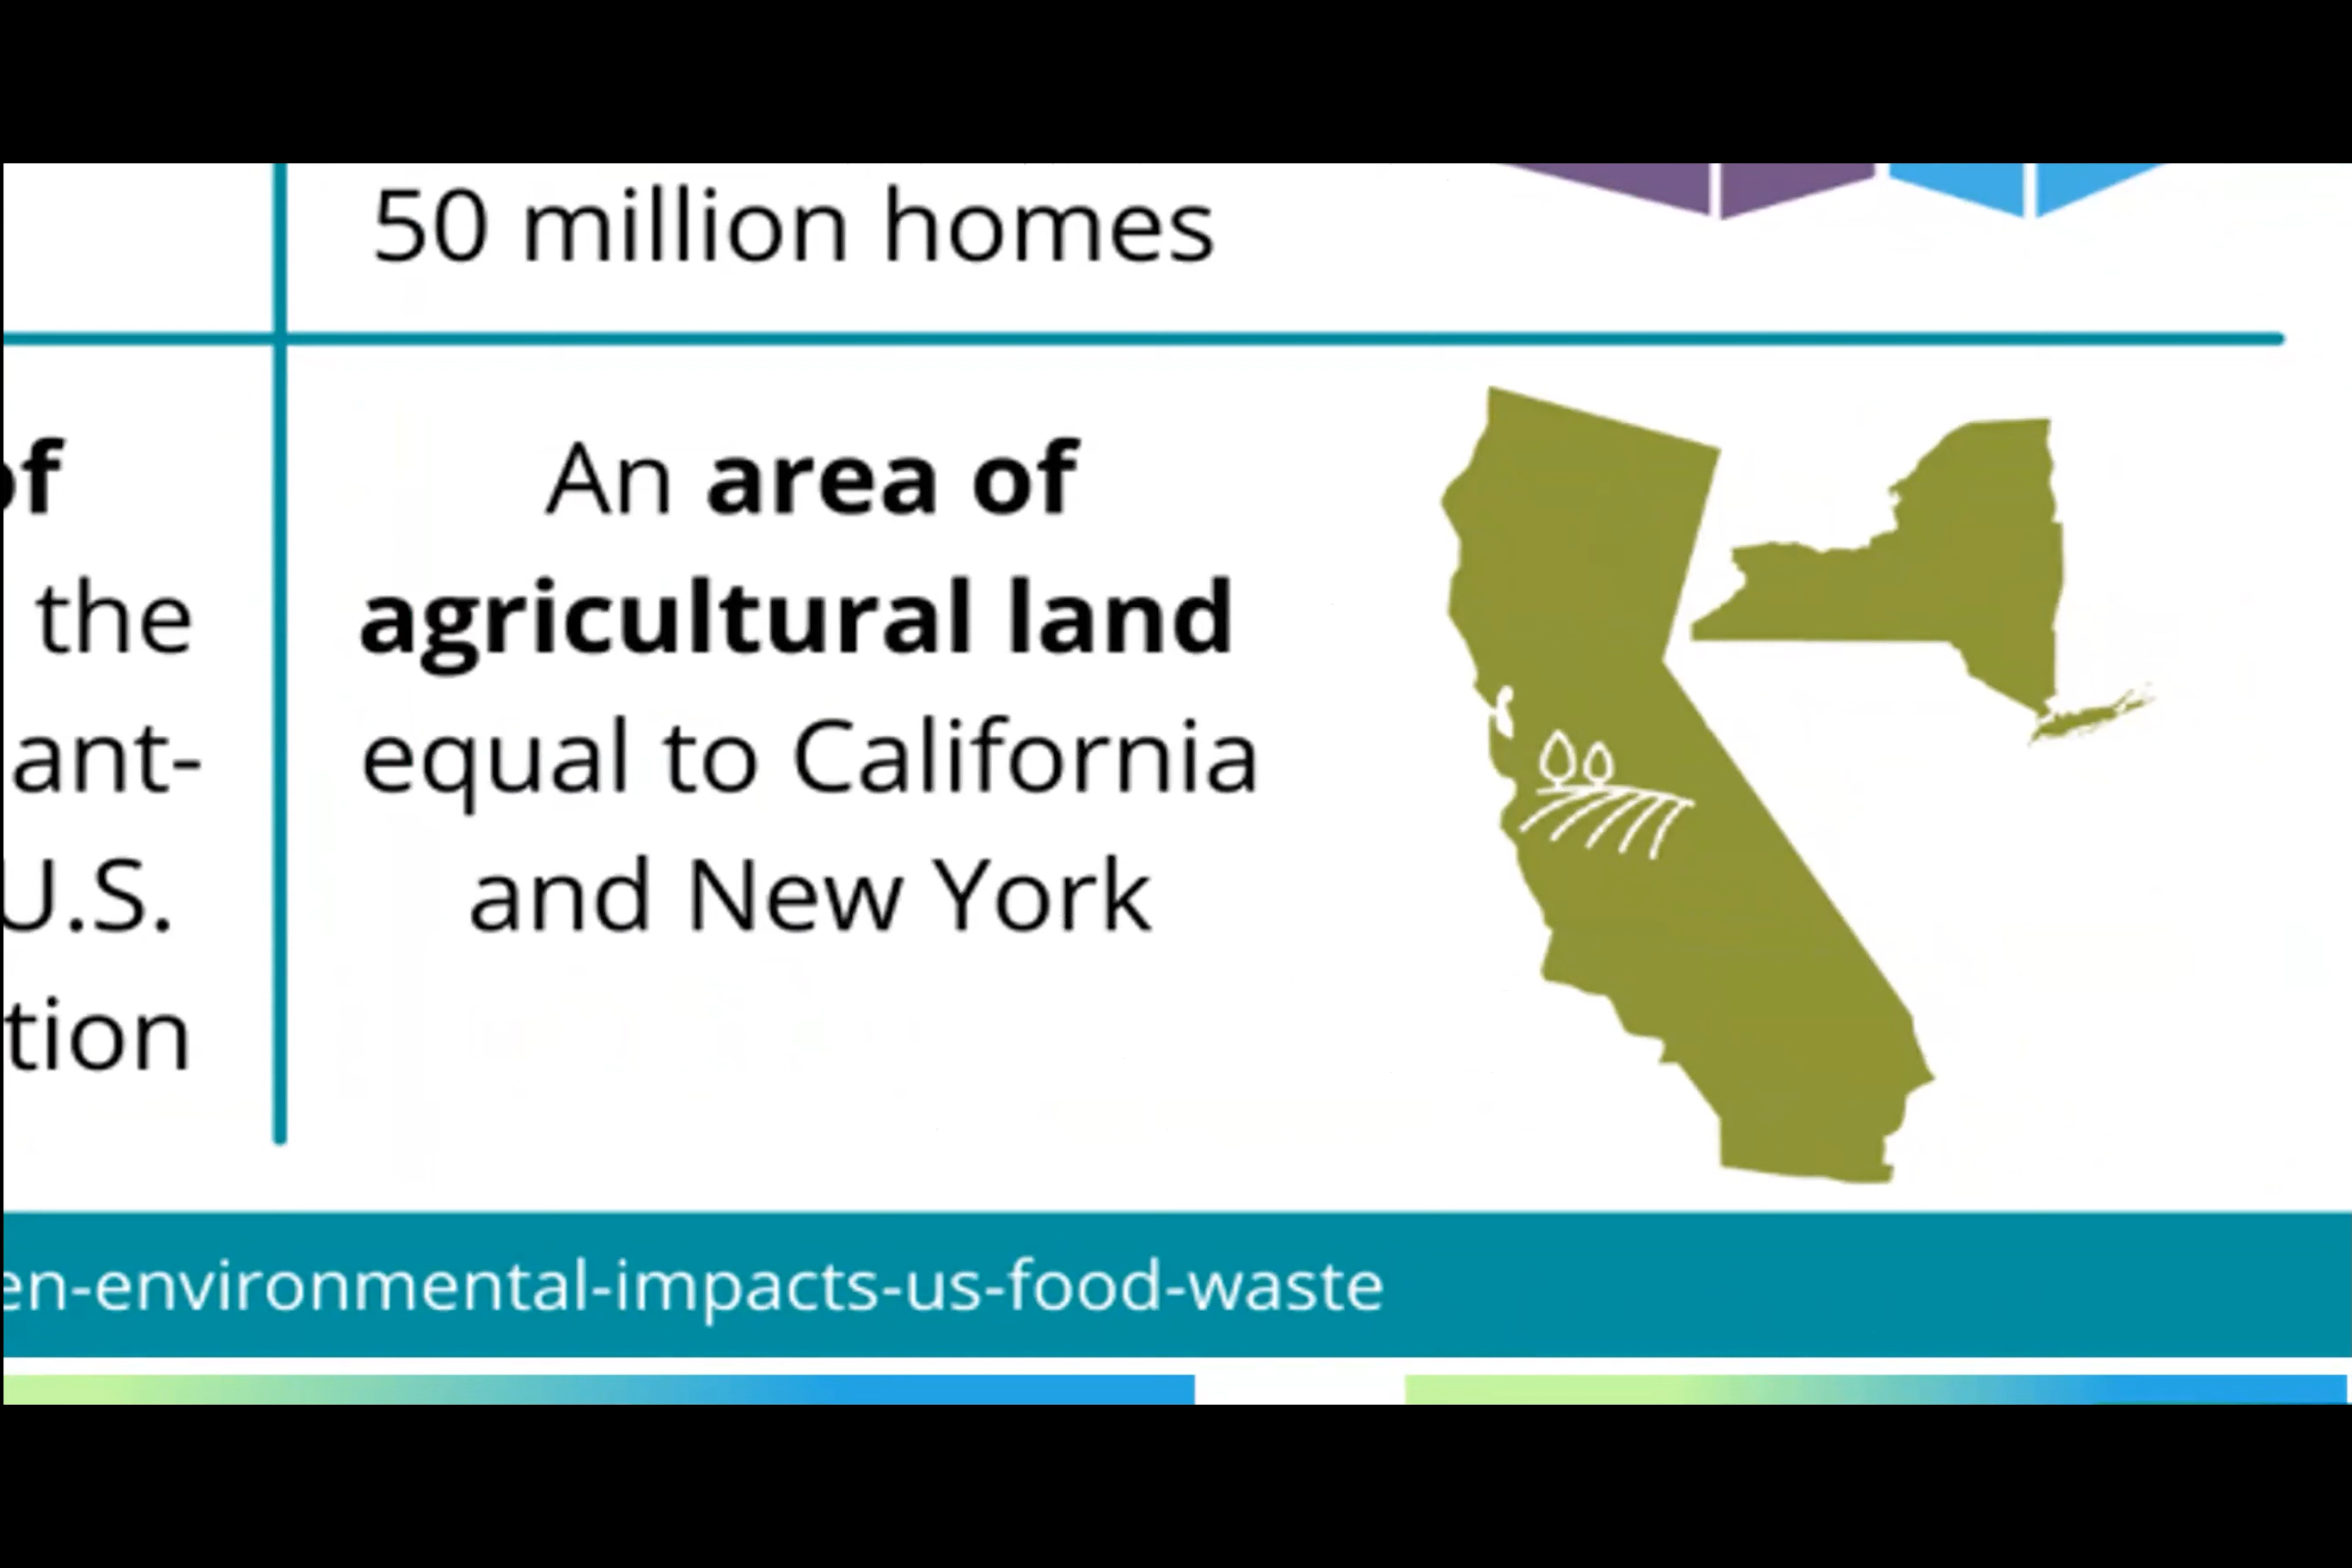 50 million homes
of
the
ant-
U.S.
tion
An area of
agricultural land
equal to California
and New York
en-environmental-impacts-us-food-waste